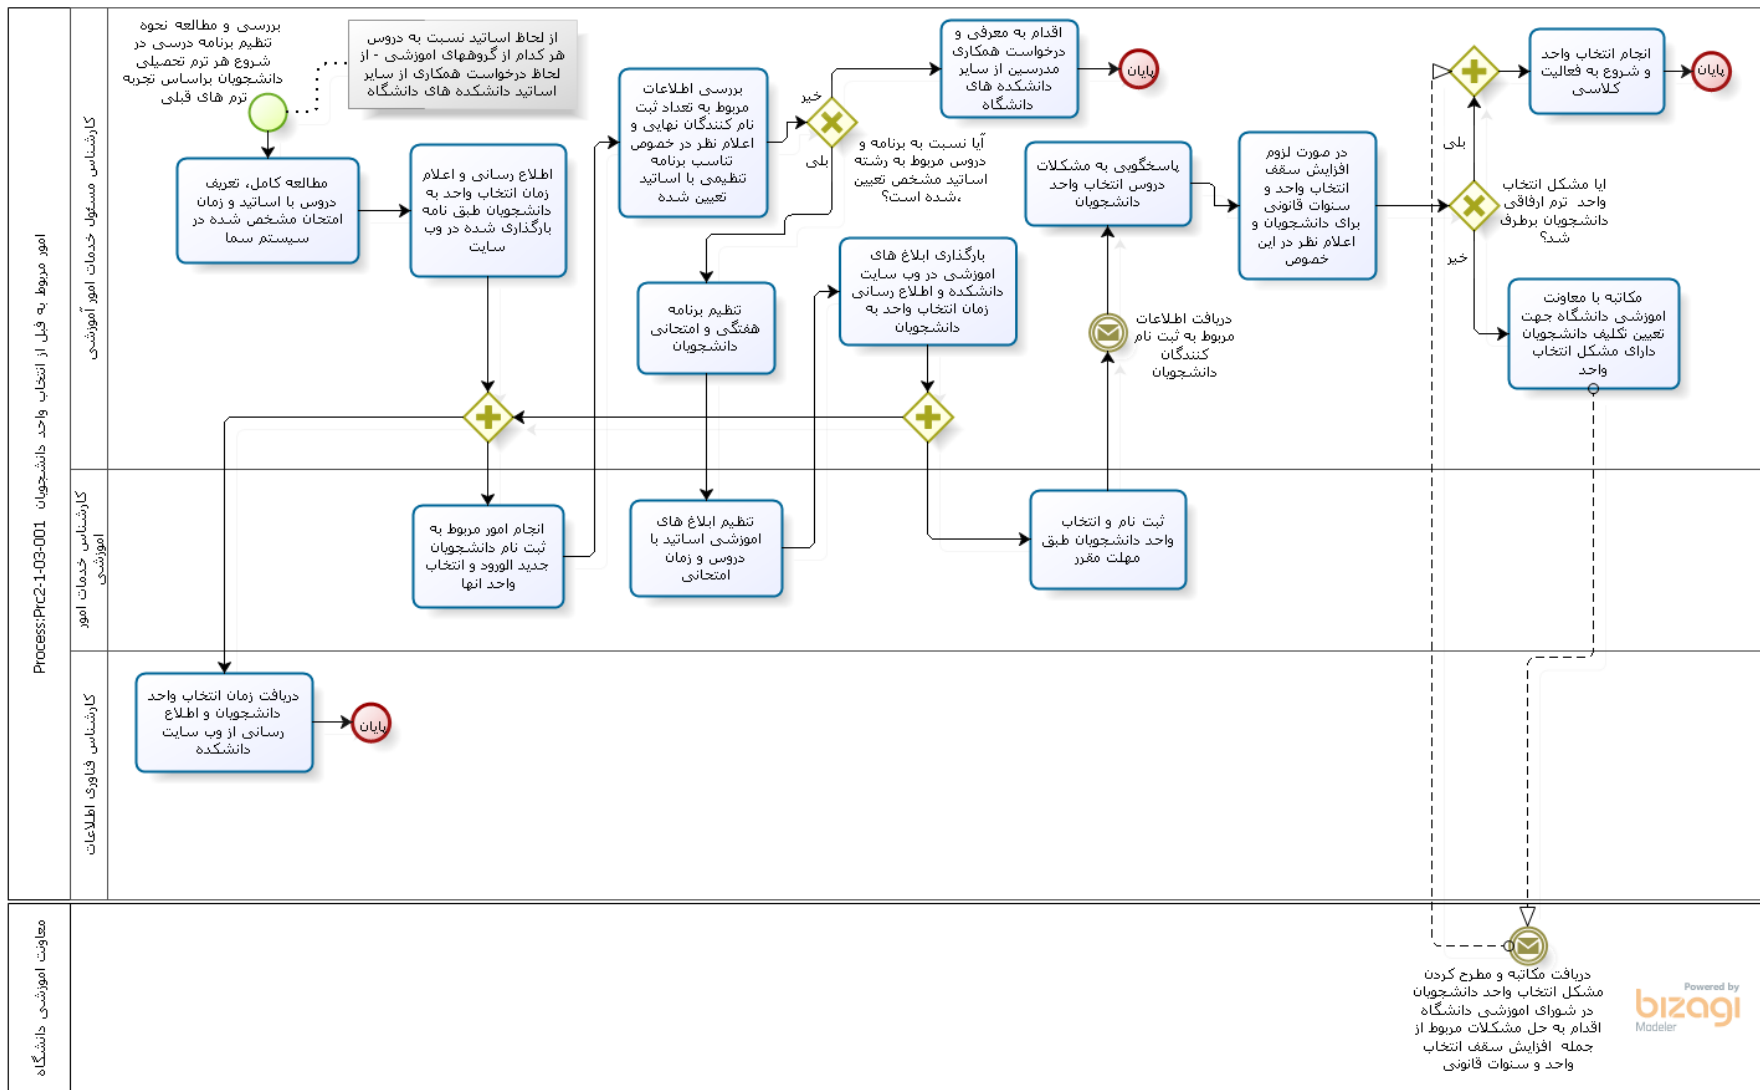 Process:Prc2-1-03-001 امور مربوط به قبل از انتخاب واحد دانشجویان
کارشناس مسئول خدمات امور آموزشی
بررسی و مطالعه نحوه
تنظیم برنامه درسی در
شروع هر ترم تحصیلی
دانشجویان براساس تجربه
ترم های قبلی
از لحاظ اساتید نسبت به دروس
هر کدام از گروههای اموزشی - از
لحاظ درخواست همکاری از سایر
اساتید دانشکده های دانشگاه
مطالعه کامل، تعریف
دروس با اساتید و زمان
امتحان مشخص شده در
سیستم سما
اطلاع رسانی و اعلام
زمان انتخاب واحد به
دانشجویان طبق نامه
بارگذاری شده در وب
سایت
بررسی اطلاعات
مربوط به تعداد ثبت
نام کنندگان نهایی و
اعلام نظر در خصوص
تناسب برنامه
تنظیمی با اساتید
تعیین شده
خیر
بلی
آیا نسبت به برنامه و
دروس مربوط به رشته
اساتید مشخص تعیین
شده است؟،
اقدام به معرفی و
درخواست همکاری
مدرسین از سایر
دانشکده های
دانشگاه
پایان
تنظیم برنامه
هفتگی و امتحانی
دانشجویان
بارگذاری ابلاغ های
اموزشی در وب سایت
دانشکده و اطلاع رسانی
زمان انتخاب واحد به
دانشجویان
پاسخگویی به مشکلات
دروس انتخاب واحد
دانشجویان
دریافت اطلاعات
مربوط به ثبت نام
کنندگان
دانشجویان
در صورت لزوم
افزایش سقف
انتخاب واحد و
سنوات قانونی
برای دانشجویان و
اعلام نظر در این
خصوص
ایا مشکل انتخاب
واحد ترم ارفاقی
دانشجویان برطرف
شد؟
بلی
خیر
انجام انتخاب واحد
و شروع به فعالیت
کلاسی
پایان
مکاتبه با معاونت
اموزشی دانشگاه جهت
تعیین تکلیف دانشجویان
دارای مشکل انتخاب
واحد
کارشناس خدمات امور
اموزشی
انجام امور مربوط به
ثبت نام دانشجویان
جدید الورود و انتخاب
واحد انها
تنظیم ابلاغ های
اموزشی اساتید با
دروس و زمان
امتحانی
ثبت نام و انتخاب
واحد دانشجویان طبق
مهلت مقرر
کارشناس فناوری اطلاعات
دریافت زمان انتخاب واحد
دانشجویان و اطلاع
رسانی از وب سایت
دانشکده
پایان
معاونت اموزشی دانشگاه
دریافت مکاتبه و مطرح کردن
مشکل انتخاب واحد دانشجویان
در شورای اموزشی دانشگاه
اقدام به حل مشکلات مربوط از
جمله افزایش سقف انتخاب
واحد و سنوات قانونی
Powered by
bizagi
Modeler